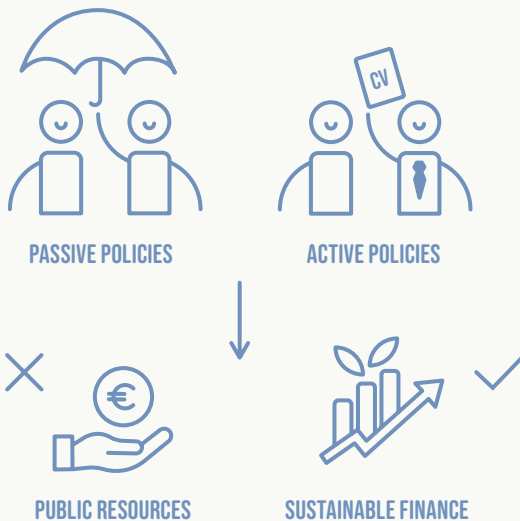 CV
PASSIVE POLICIES
ACTIVE POLICIES
€
PUBLIC RESOURCES
SUSTAINABLE FINANCE